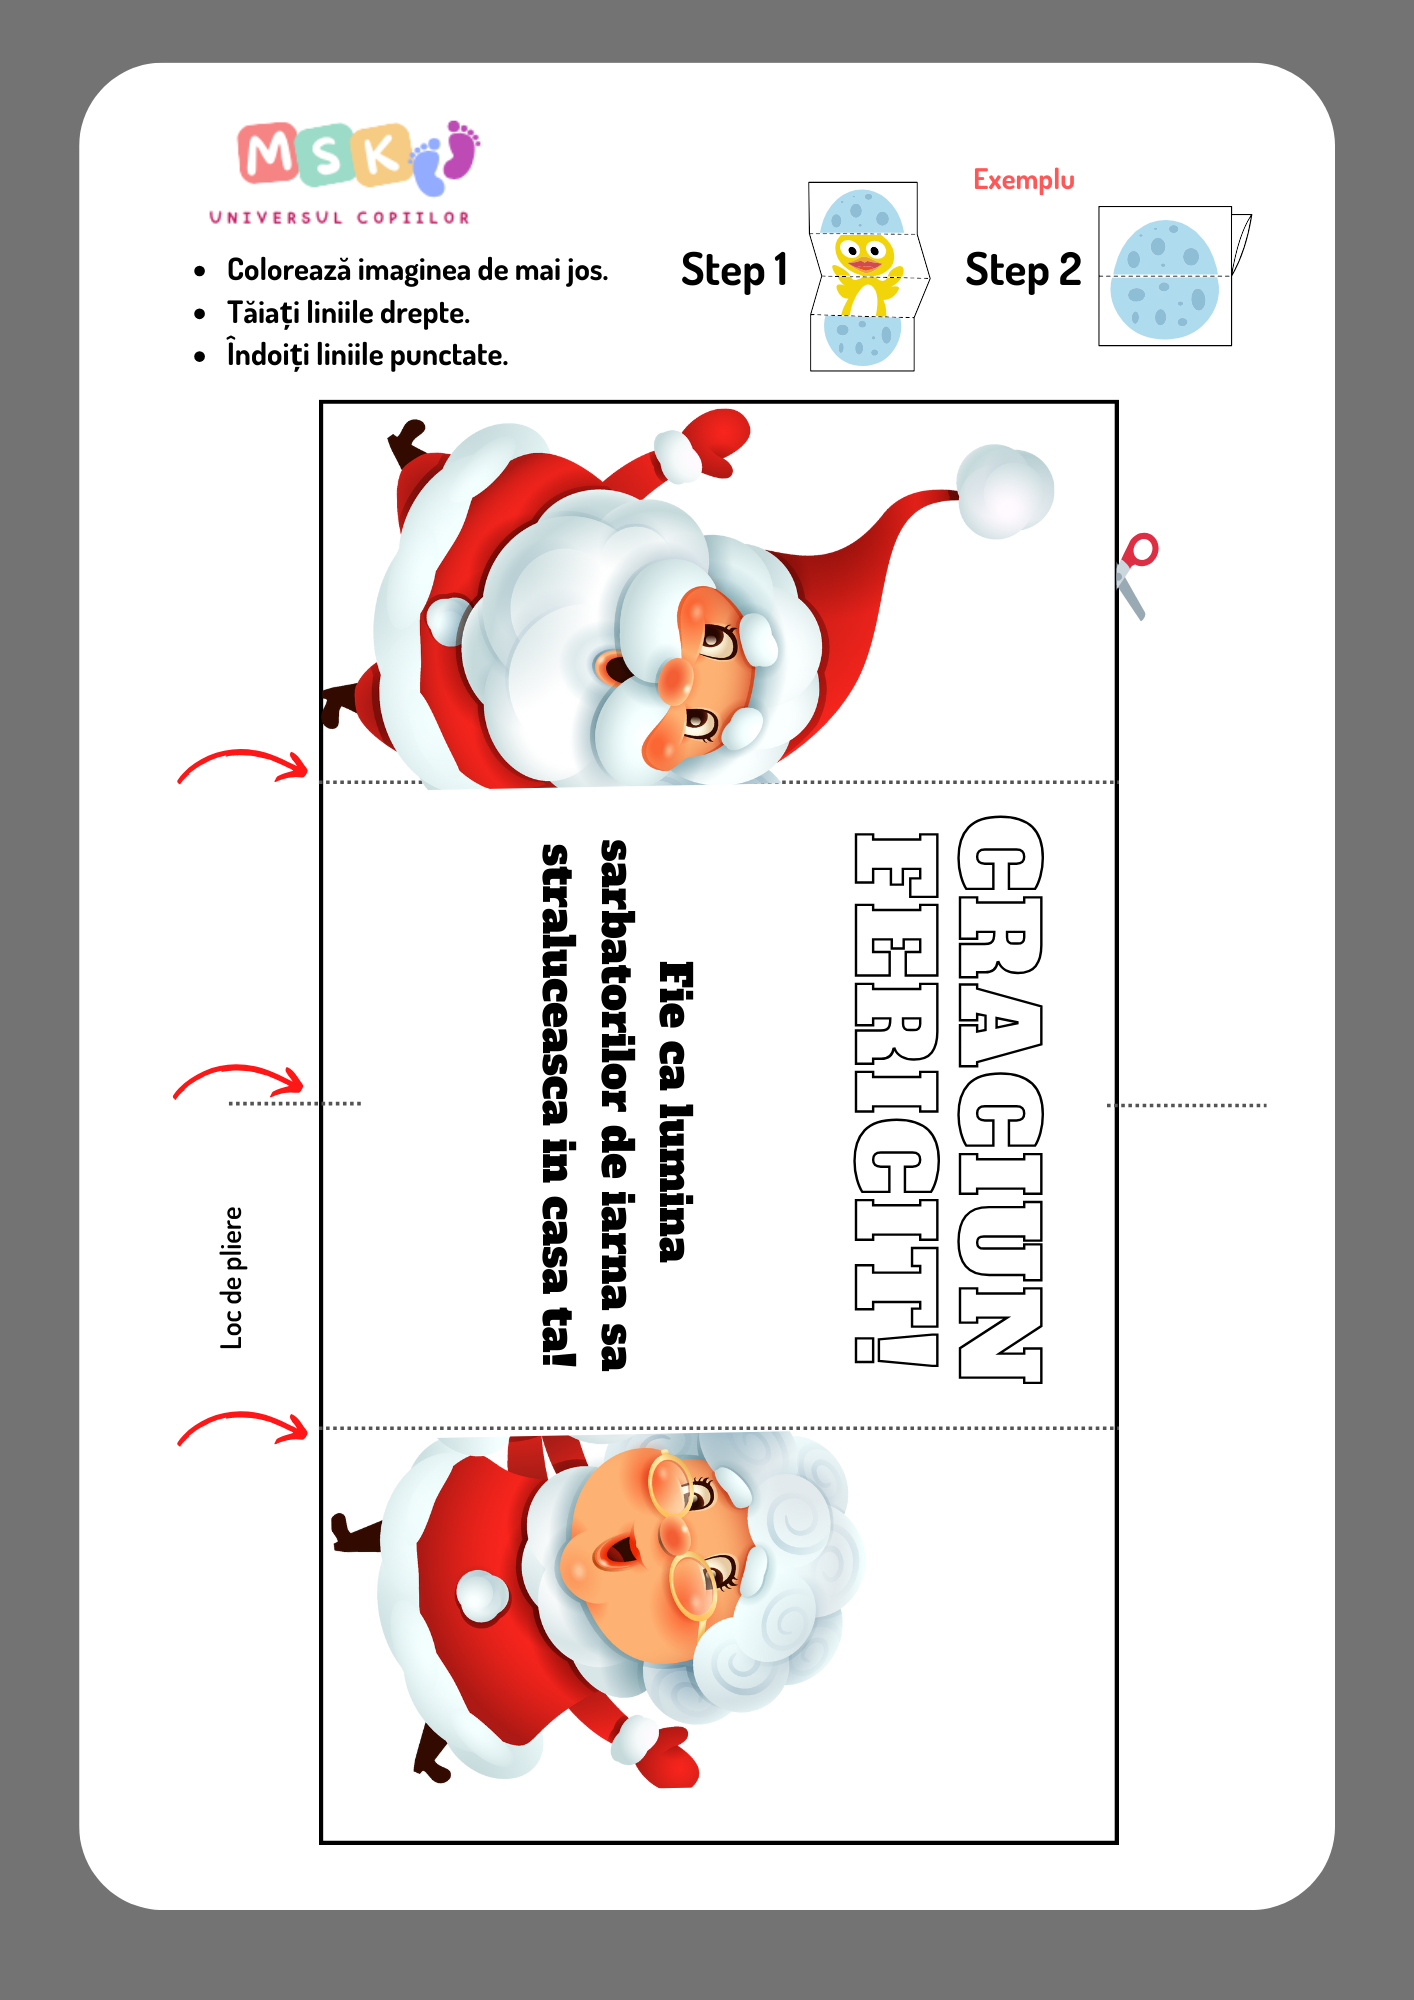 MSK
UNIVERSUL COPIILOR
Exemplu
• Colorează imaginea de mai jos.
• Tăiați liniile drepte.
• Îndoiți liniile punctate.
Step 1
Step 2
CRACIUN
FERICIT!
Fie ca lumina
sarbatorilor de iarna sa
straluceasca in casa ta!
Loc de pliere